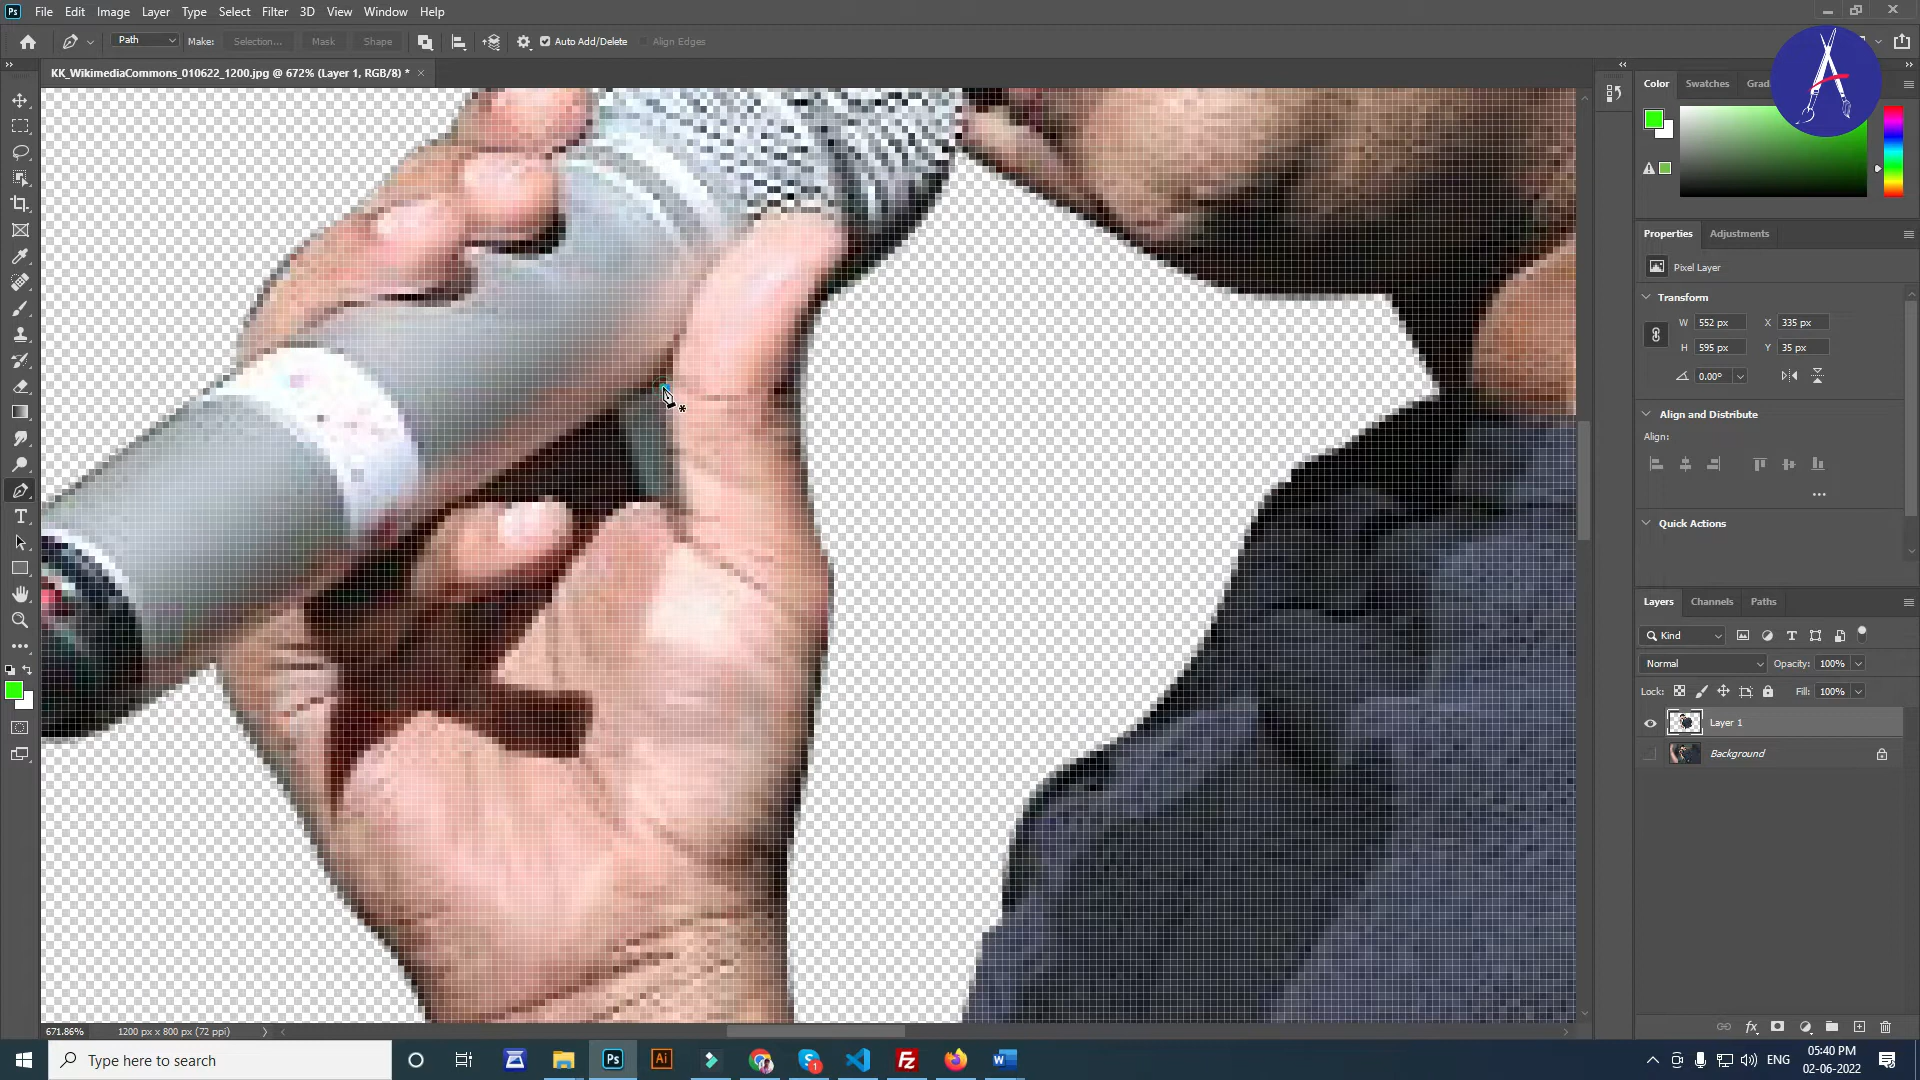 Ps File Edit Image Layer Type Select Filter 3D View Window Help
Path Make: Selection... Mask Shape Auto Add/Delete Align Edges
KK_WikimediaCommons_010622_1200.jpg @ 672% (Layer 1, RGB/8) *
Color Swatches Grad
Properties Adjustments
Pixel Layer
Transform
W 552 px X 335 px
H 595 px Y 35 px
0.00°
Align and Distribute
Align:
Quick Actions
Layers Channels Paths
Kind
Normal Opacity: 100%
Lock: Fill: 100%
Layer 1
Background
fx
671.86% 1200 px x 800 px (72 ppi)
Type here to search
Ps Ai
ENG
05:40 PM
02-06-2022